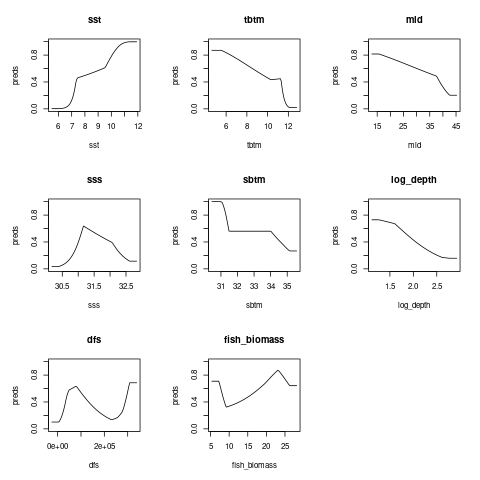 sst
tbtm
mld
preds
0.0 0.4 0.8
6 7 8 9 10 11 12
sst
preds
0.0 0.4 0.8
6 8 10 12
tbtm
preds
0.0 0.4 0.8
15 25 35 45
mld
sss
sbtm
log_depth
preds
0.0 0.4 0.8
30.5 31.5 32.5
sss
preds
0.0 0.4 0.8
31 32 33 34 35
sbtm
preds
0.0 0.4 0.8
1.5 2.0 2.5
log_depth
dfs
fish_biomass
preds
0.0 0.4 0.8
0e+00 2e+05
dfs
preds
0.0 0.4 0.8
5 10 15 20 25
fish_biomass